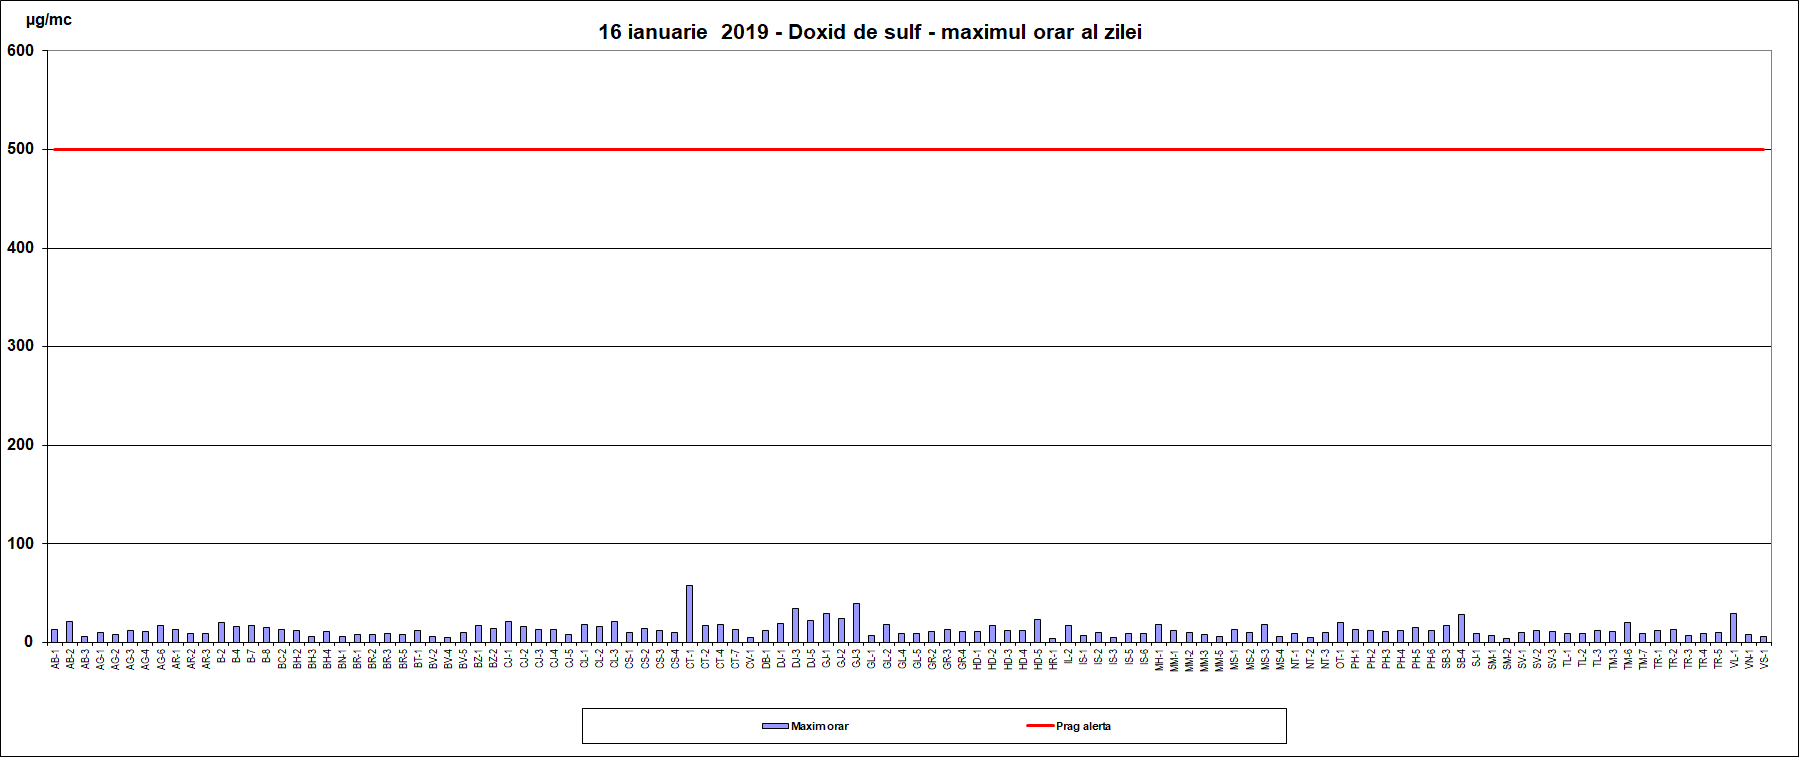 µg/mc
16 ianuarie  2019 - Doxid de sulf - maximul orar al zilei
600
500
400
300
200
100
0
AB-1 AB-2 AB-3 AG-1 AG-2 AG-3 AG-4 AG-6 AR-1 AR-2 AR-3 B-2 B-4 B-7 B-8 BC-2 BH-2 BH-3 BH-4 BN-1 BR-1 BR-2 BR-3 BR-5 BT-1 BV-2 BV-4 BV-5 BZ-1 BZ-2 CJ-1 CJ-2 CJ-3 CJ-4 CJ-5 CL-1 CL-2 CL-3 CS-1 CS-2 CS-3 CS-4 CT-1 CT-2 CT-4 CT-7 CV-1 DB-1 DJ-1 DJ-3 DJ-5 GJ-1 GJ-2 GJ-3 GL-1 GL-2 GL-4 GL-5 GR-2 GR-3 GR-4 HD-1 HD-2 HD-3 HD-4 HD-5 HR-1 IL-2 IS-1 IS-2 IS-3 IS-5 IS-6 MH-1 MM-1 MM-2 MM-3 MM-5 MS-1 MS-2 MS-3 MS-4 NT-1 NT-2 NT-3 OT-1 PH-1 PH-2 PH-3 PH-4 PH-5 PH-6 SB-3 SB-4 SJ-1 SM-1 SM-2 SV-1 SV-2 SV-3 TL-1 TL-2 TL-3 TM-3 TM-6 TM-7 TR-1 TR-2 TR-3 TR-4 TR-5 VL-1 VN-1 VS-1
Maxim orar
Prag alerta